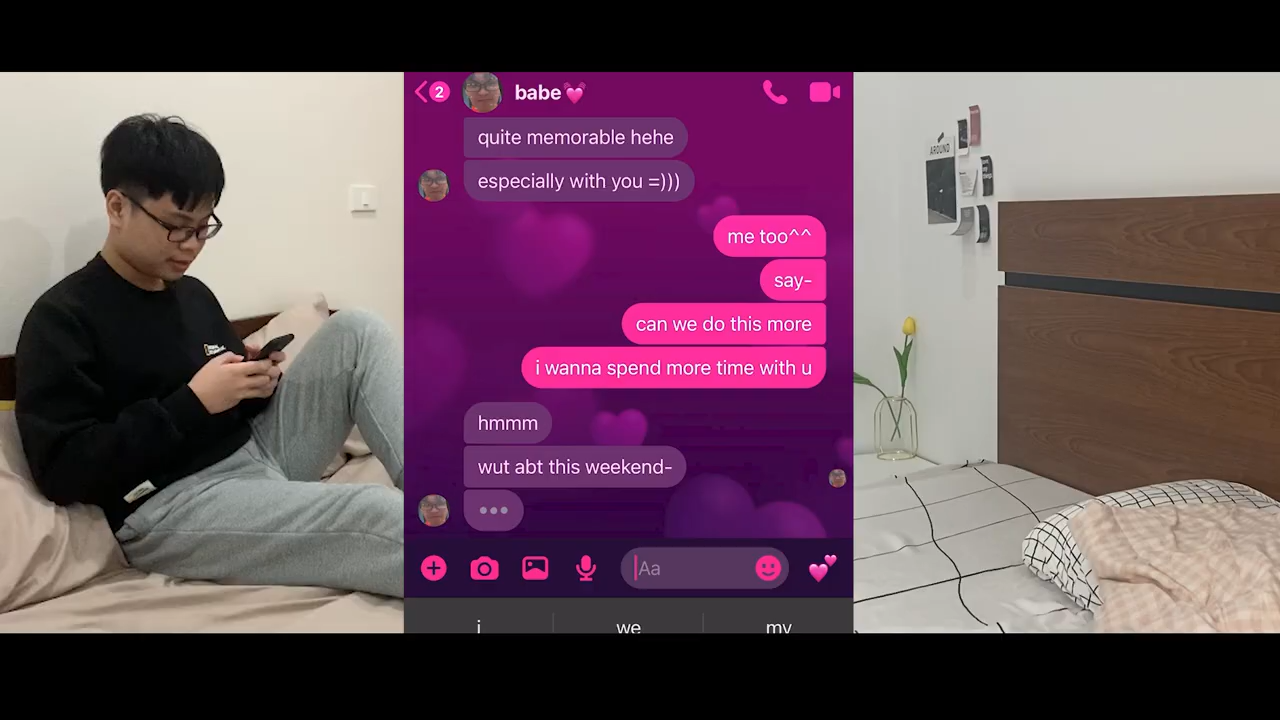 2
babe💓
quite memorable hehe
especially with you =)))
me too^^
say-
can we do this more
i wanna spend more time with u
hmmm
wut abt this weekend-
Aa
i
we
my
AROUND